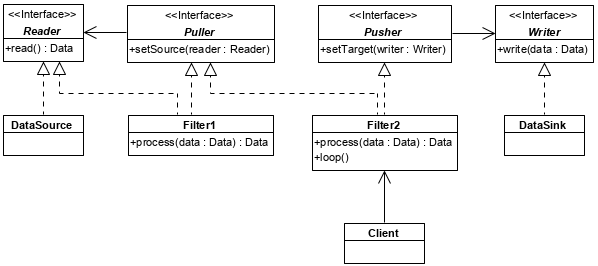 <<Interface>>
Reader
+read() : Data
<<Interface>>
Puller
+setSource(reader : Reader)
<<Interface>>
Pusher
+setTarget(writer : Writer)
<<Interface>>
Writer
+write(data : Data)
DataSource
Filter1
+process(data : Data) : Data
Filter2
+process(data : Data) : Data
+loop()
DataSink
Client